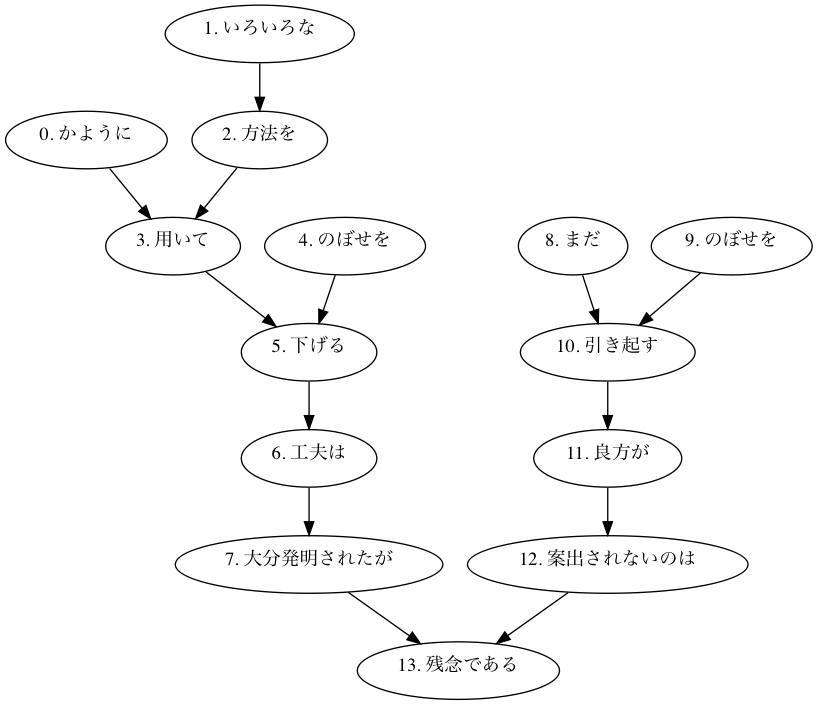 1. いろいろな
0. かように
2. 方法を
3. 用いて
4. のぼせを
8. まだ
9. のぼせを
5. 下げる
10. 引き起す
6. 工夫は
11. 良方が
7. 大分発明されたが
12. 案出されないのは
13. 残念である